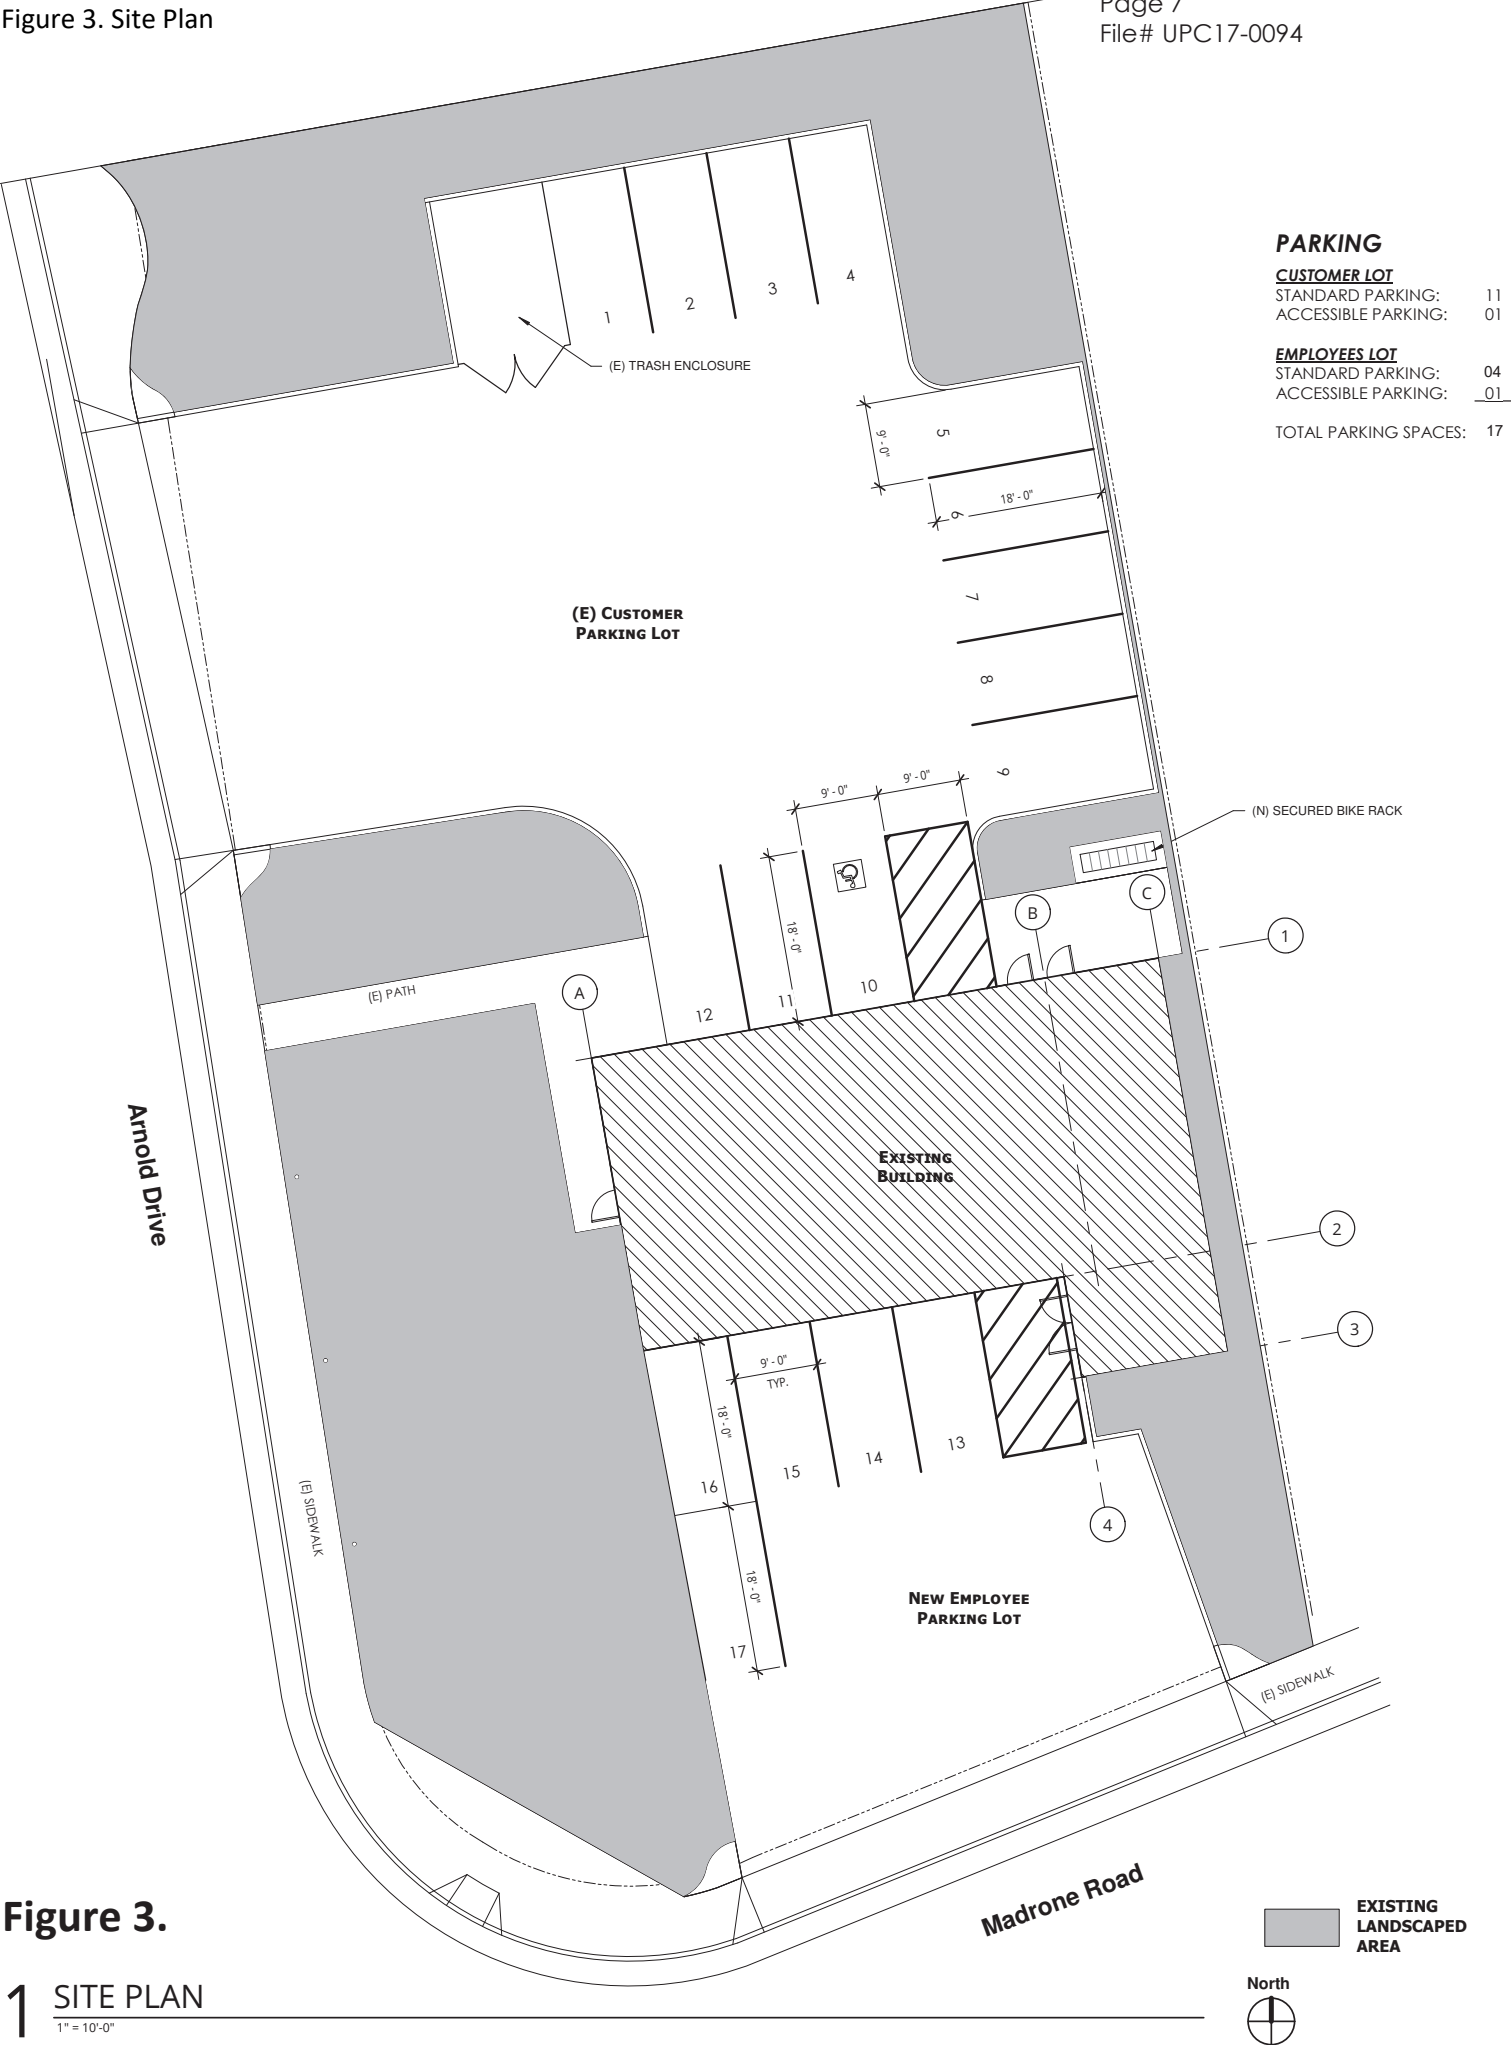 Figure 3. Site Plan
Page 7
File# UPC17-0094
PARKING
CUSTOMER LOT
STANDARD PARKING: 11
ACCESSIBLE PARKING: 01
EMPLOYEES LOT
STANDARD PARKING: 04
ACCESSIBLE PARKING: 01
TOTAL PARKING SPACES: 17
1
2
3
4
(E) TRASH ENCLOSURE
5
9' - 0"
18' - 0"
6
7
8
9
(E) CUSTOMER
PARKING LOT
9' - 0"
9' - 0"
(N) SECURED BIKE RACK
18' - 0"
10
11
12
A
B
C
1
(E) PATH
EXISTING
BUILDING
Arnold Drive
2
3
9' - 0"
TYP.
18' - 0"
13
14
15
16
4
(E) SIDEWALK
18' - 0"
17
NEW EMPLOYEE
PARKING LOT
(E) SIDEWALK
Madrone Road
Figure 3.
EXISTING
LANDSCAPED
AREA
North
1 SITE PLAN
1" = 10'-0"